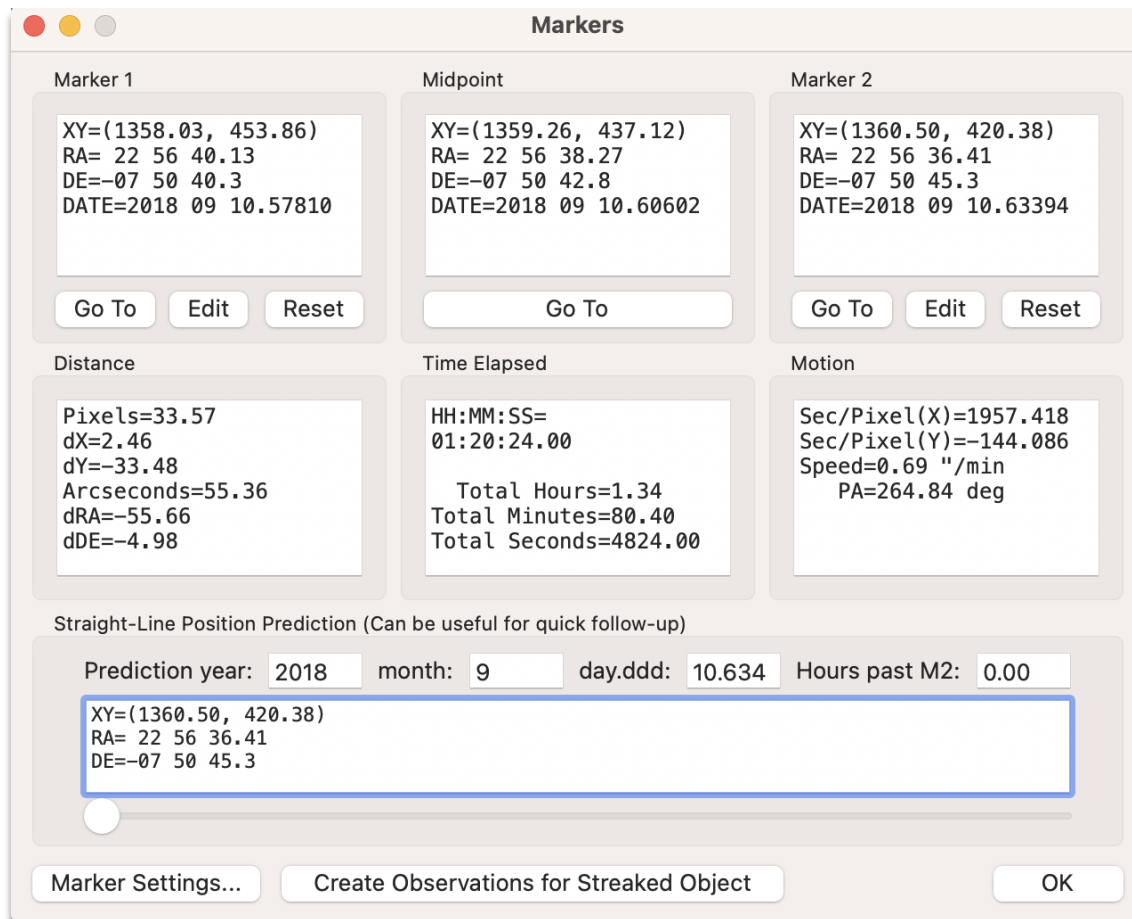 Markers
Marker 1
XY=(1358.03, 453.86)
RA= 22 56 40.13
DE=-07 50 40.3
DATE=2018 09 10.57810
Go To Edit Reset
Midpoint
XY=(1359.26, 437.12)
RA= 22 56 38.27
DE=-07 50 42.8
DATE=2018 09 10.60602
Go To
Marker 2
XY=(1360.50, 420.38)
RA= 22 56 36.41
DE=-07 50 45.3
DATE=2018 09 10.63394
Go To Edit Reset
Distance
Pixels=33.57
dX=2.46
dY=-33.48
Arcseconds=55.36
dRA=-55.66
dDE=-4.98
Time Elapsed
HH:MM:SS=
01:20:24.00
Total Hours=1.34
Total Minutes=80.40
Total Seconds=4824.00
Motion
Sec/Pixel(X)=1957.418
Sec/Pixel(Y)=-144.086
Speed=0.69 "/min
PA=264.84 deg
Straight-Line Position Prediction (Can be useful for quick follow-up)
Prediction year: 2018 month: 9 day.ddd: 10.634 Hours past M2: 0.00
XY=(1360.50, 420.38)
RA= 22 56 36.41
DE=-07 50 45.3
Marker Settings... Create Observations for Streaked Object OK